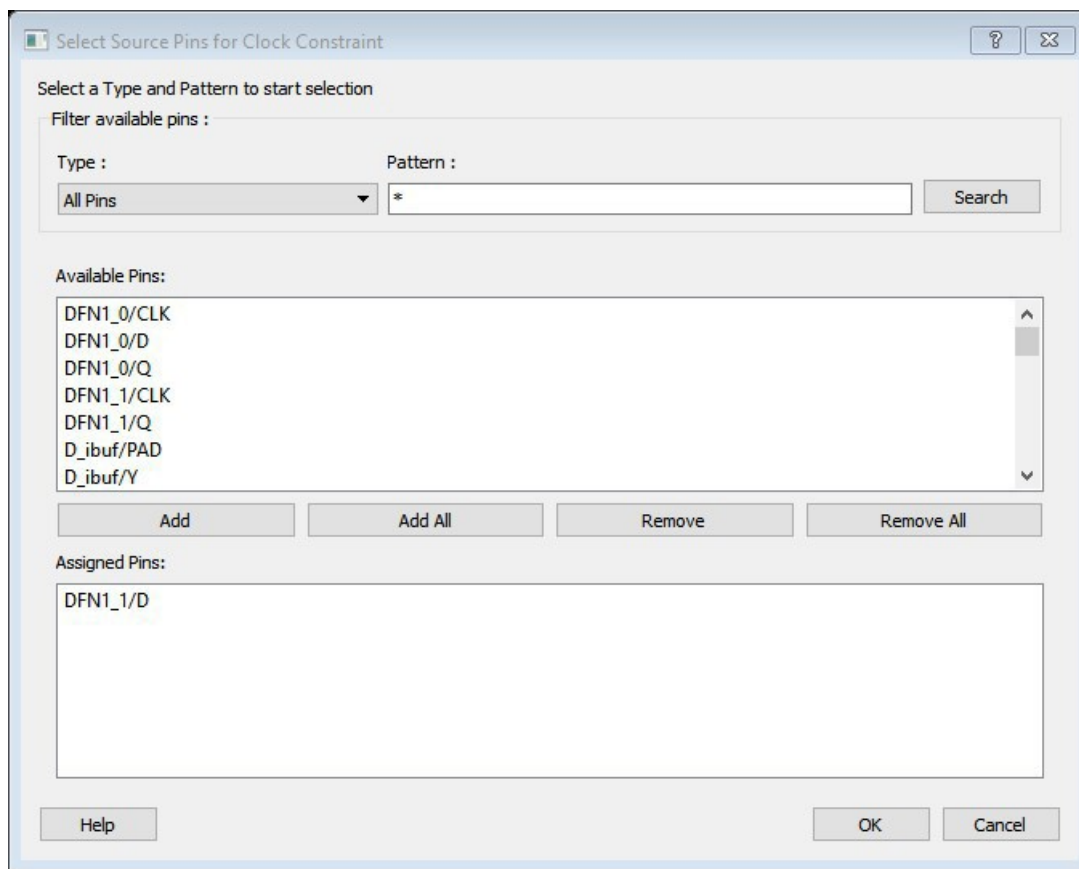 Select Source Pins for Clock Constraint
Select a Type and Pattern to start selection
Filter available pins :
Type : Pattern :
All Pins * Search
Available Pins:
DFN1_0/CLK
DFN1_0/D
DFN1_0/Q
DFN1_1/CLK
DFN1_1/Q
D_ibuf/PAD
D_ibuf/Y
Add Add All Remove Remove All
Assigned Pins:
DFN1_1/D
Help OK Cancel